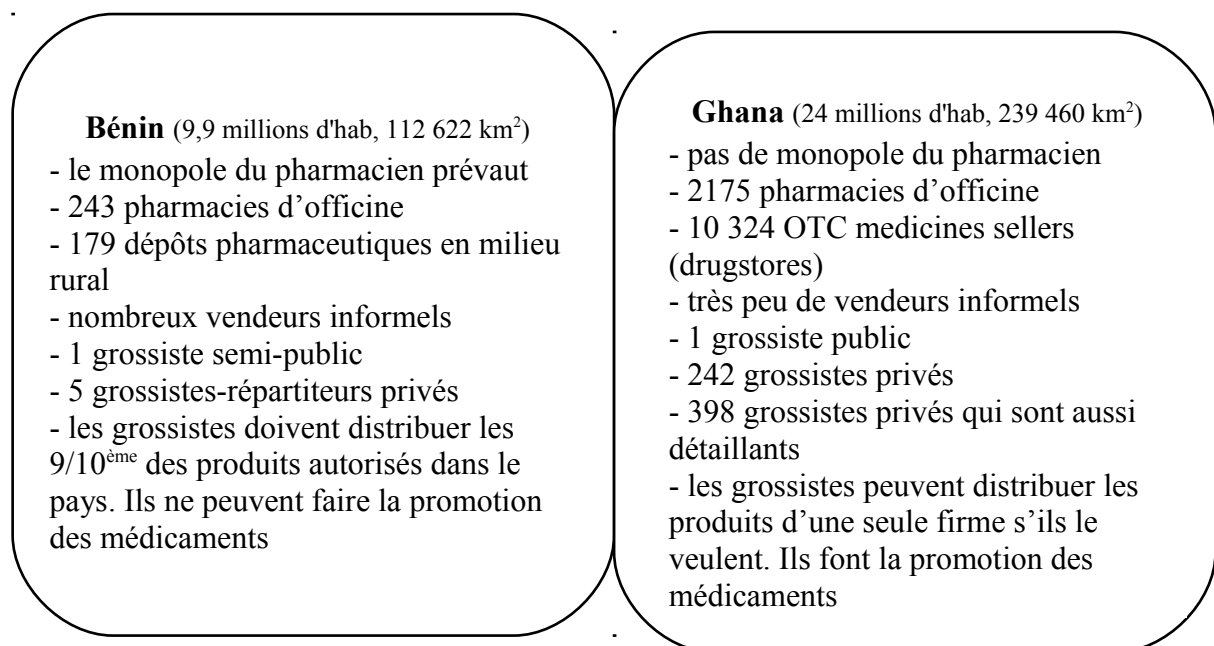 Bénin (9,9 millions d'hab, 112 622 km²)
- le monopole du pharmacien prévaut
- 243 pharmacies d’officine
- 179 dépôts pharmaceutiques en milieu
rural
- nombreux vendeurs informels
- 1 grossiste semi-public
- 5 grossistes-répartiteurs privés
- les grossistes doivent distribuer les
9/10ème des produits autorisés dans le
pays. Ils ne peuvent faire la promotion
des médicaments
Ghana (24 millions d'hab, 239 460 km²)
- pas de monopole du pharmacien
- 2175 pharmacies d’officine
- 10 324 OTC medicines sellers
(drugstores)
- très peu de vendeurs informels
- 1 grossiste public
- 242 grossistes privés
- 398 grossistes privés qui sont aussi
détaillants
- les grossistes peuvent distribuer les
produits d’une seule firme s’ils le
veulent. Ils font la promotion des
médicaments